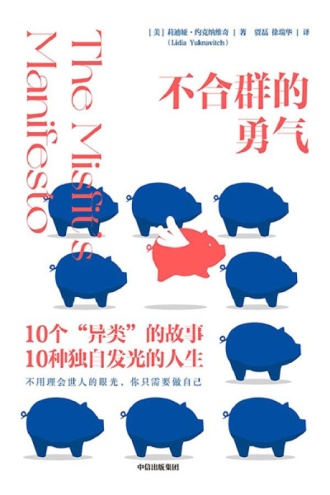 [美]莉迪娅·约克纳维奇 | 著 贾磊 徐瑞华 | 译
(Lidia Yuknavitch)
不合群的
勇气
The Misfit's
Manifesto
10个“异类”的故事
10种独自发光的人生
不用理会世人的眼光，你只需要做自己
中信出版集团